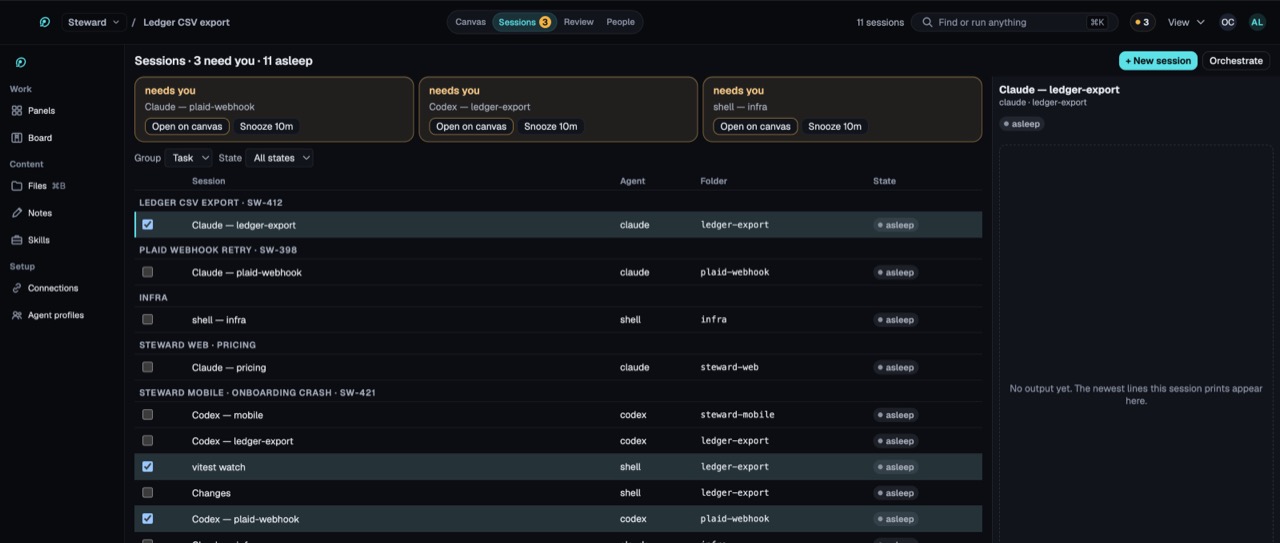 Steward / Ledger CSV export
Canvas Sessions 3 Review People
11 sessions
Find or run anything ⌘K
3
View
OC
AL
Work
Panels
Board
Content
Files ⌘B
Notes
Skills
Setup
Connections
Agent profiles
Sessions · 3 need you · 11 asleep
+ New session
Orchestrate
needs you
Claude — plaid-webhook
Open on canvas Snooze 10m
needs you
Codex — ledger-export
Open on canvas Snooze 10m
needs you
shell — infra
Open on canvas Snooze 10m
Group Task State All states
Session Agent Folder State
LEDGER CSV EXPORT · SW-412
Claude — ledger-export claude ledger-export asleep
PLAID WEBHOOK RETRY · SW-398
Claude — plaid-webhook claude plaid-webhook asleep
INFRA
shell — infra shell infra asleep
STEWARD WEB · PRICING
Claude — pricing claude steward-web asleep
STEWARD MOBILE · ONBOARDING CRASH · SW-421
Codex — mobile codex steward-mobile asleep
Codex — ledger-export codex ledger-export asleep
vitest watch shell ledger-export asleep
Changes shell ledger-export asleep
Codex — plaid-webhook codex plaid-webhook asleep
Claude — ledger-export
claude · ledger-export
asleep
No output yet. The newest lines this session prints appear
here.